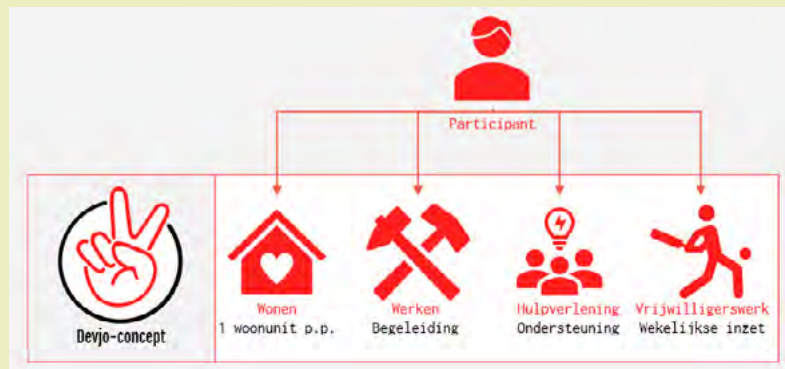 Participant
Devjo-concept
Wonen
1 woonunit p.p.
Werken
Begeleiding
Hulpverlening
Ondersteuning
Vrijwilligerswerk
Wekelijkse inzet